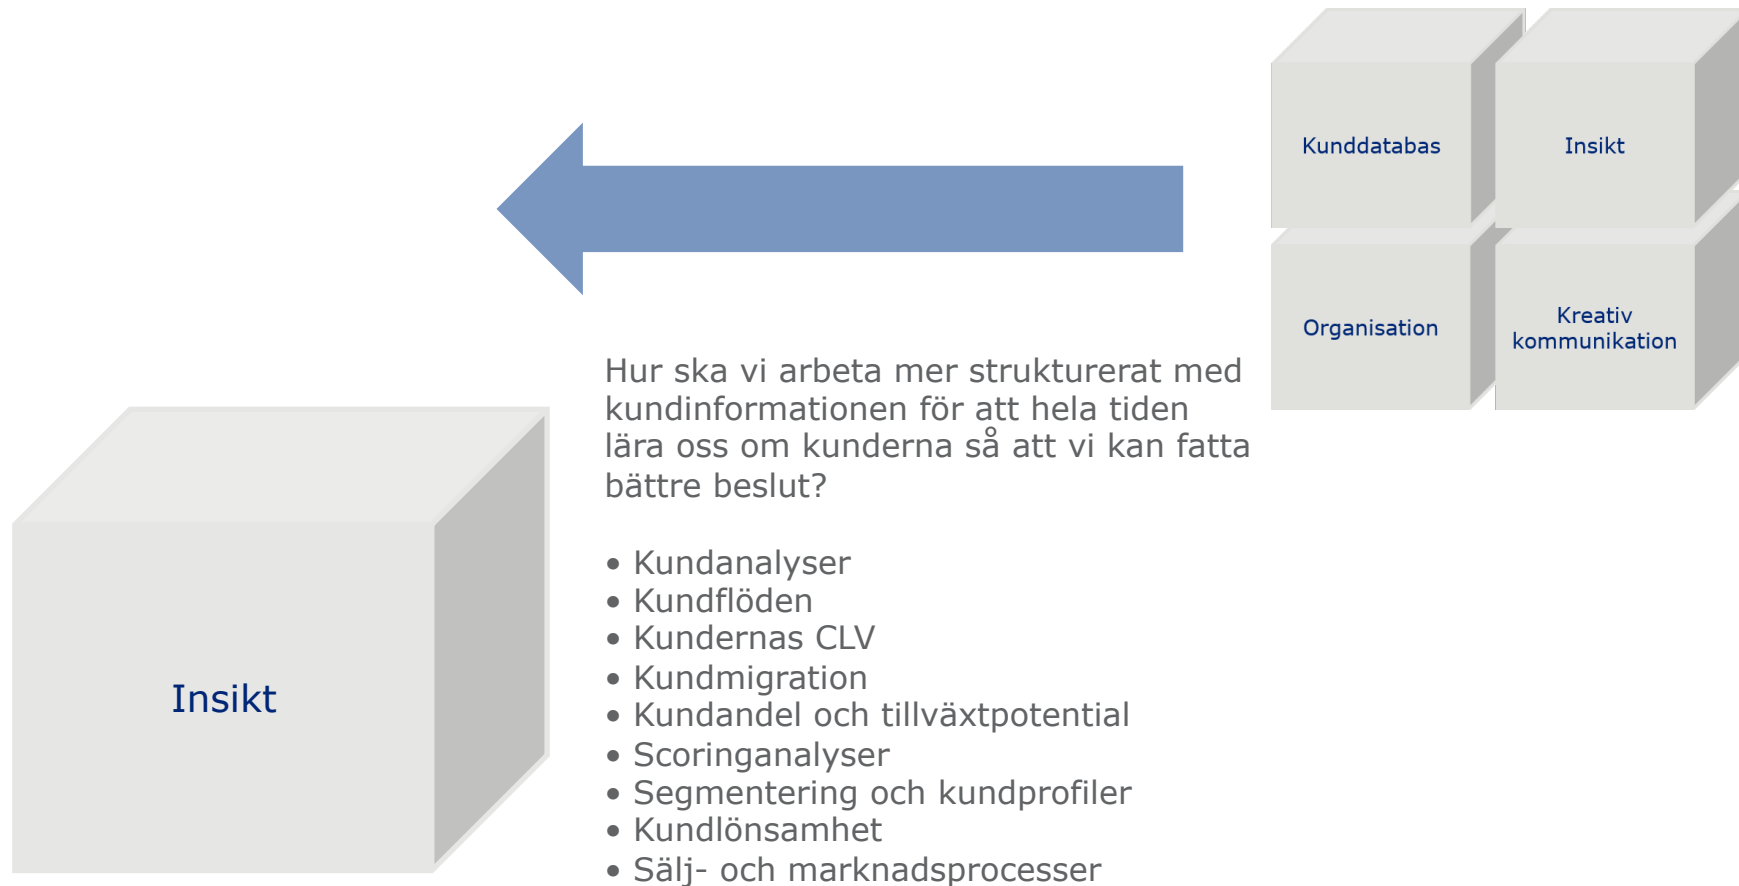 Kunddatabas
Insikt
Organisation
Kreativ
kommunikation
Hur ska vi arbeta mer strukturerat med
kundinformationen för att hela tiden
lära oss om kunderna så att vi kan fatta
bättre beslut?
• Kundanalyser
• Kundflöden
• Kundernas CLV
• Kundmigration
• Kundandel och tillväxtpotential
• Scoringanalyser
• Segmentering och kundprofiler
• Kundlönsamhet
• Sälj- och marknadsprocesser
Insikt